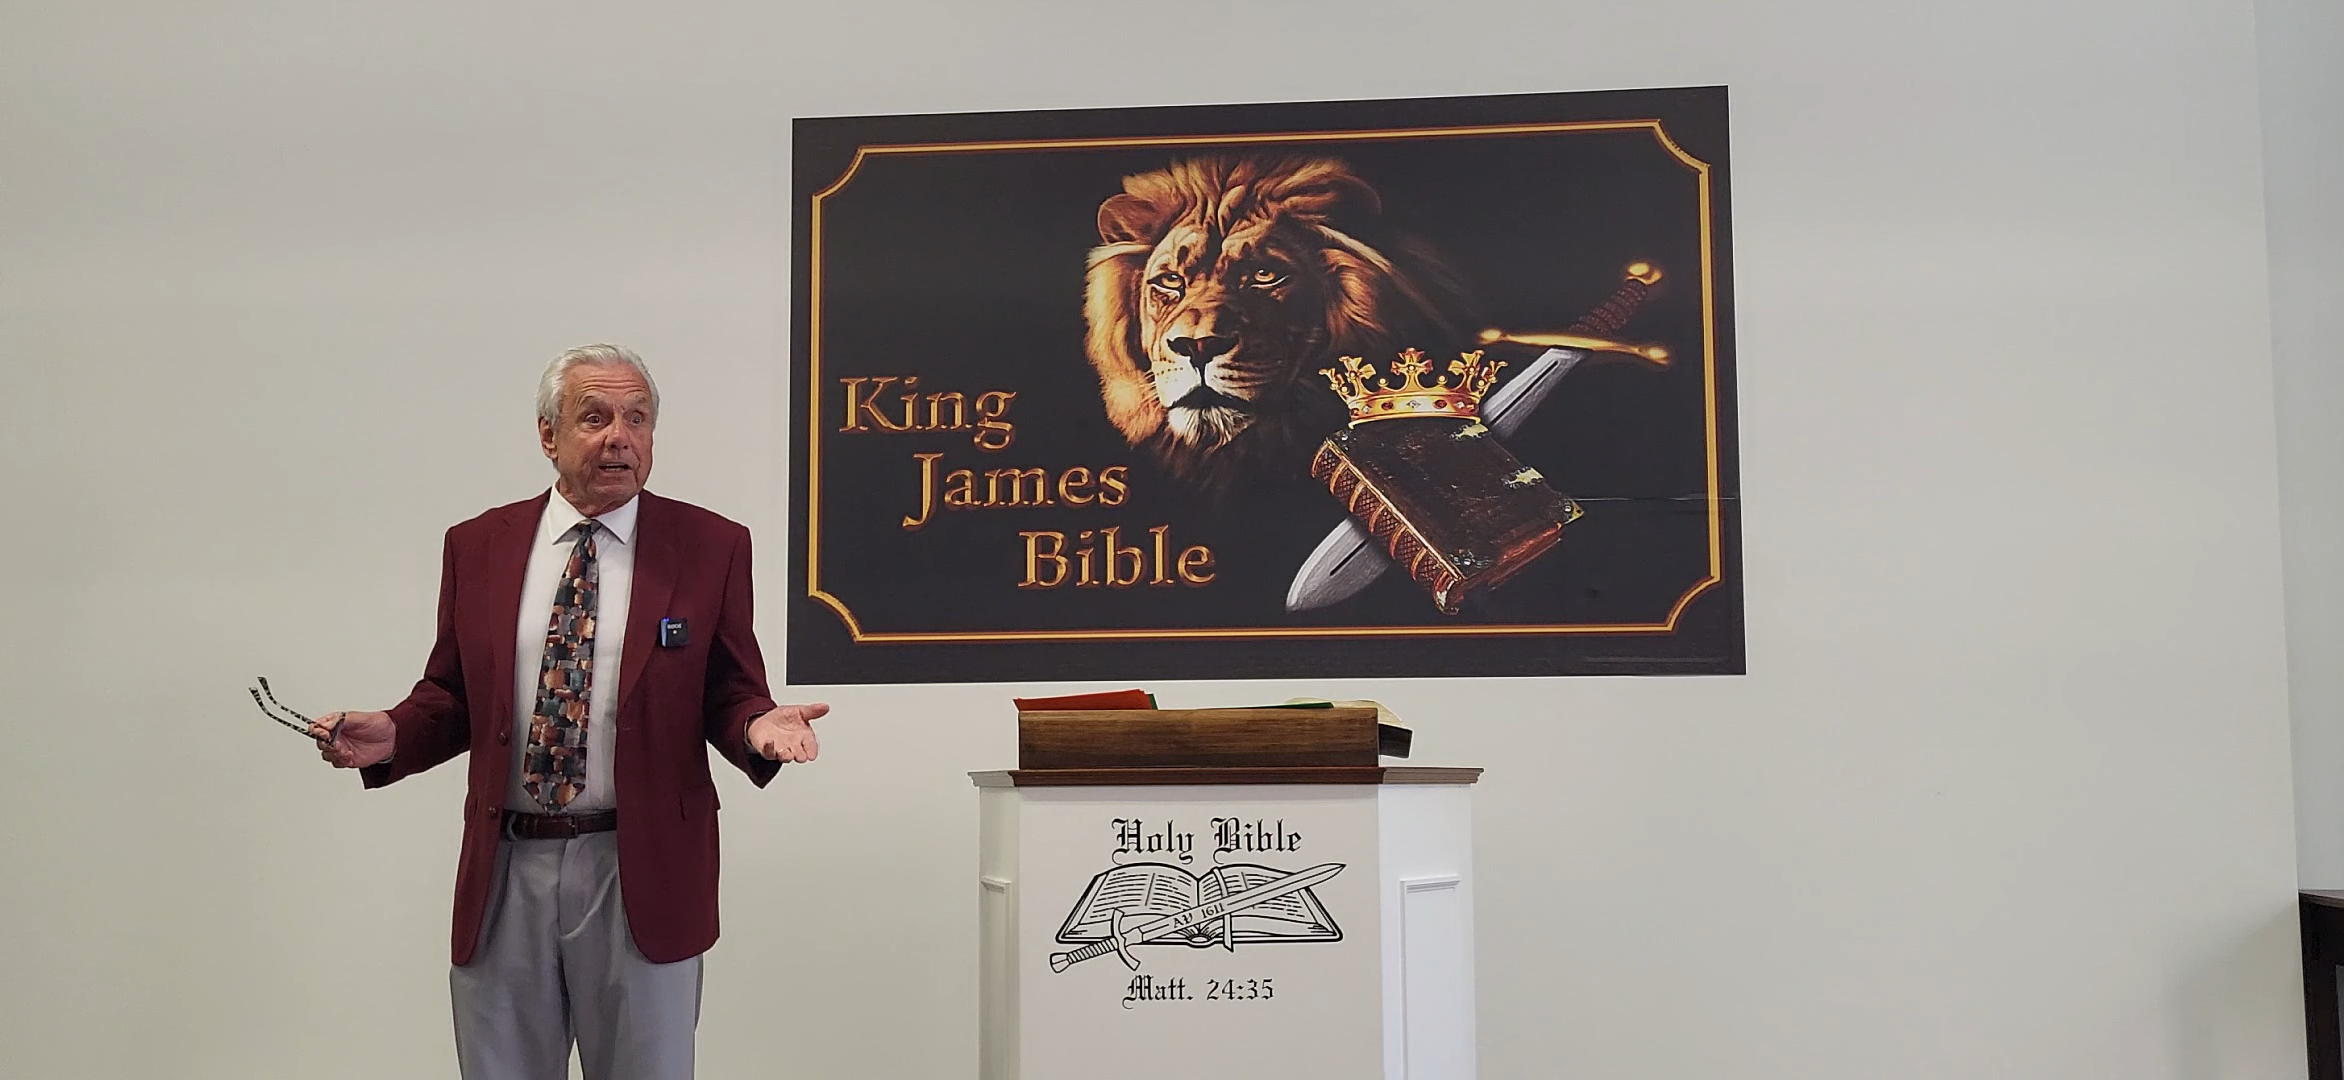 King
James
Bible
Holy Bible
AV 1611
Matt. 24:35